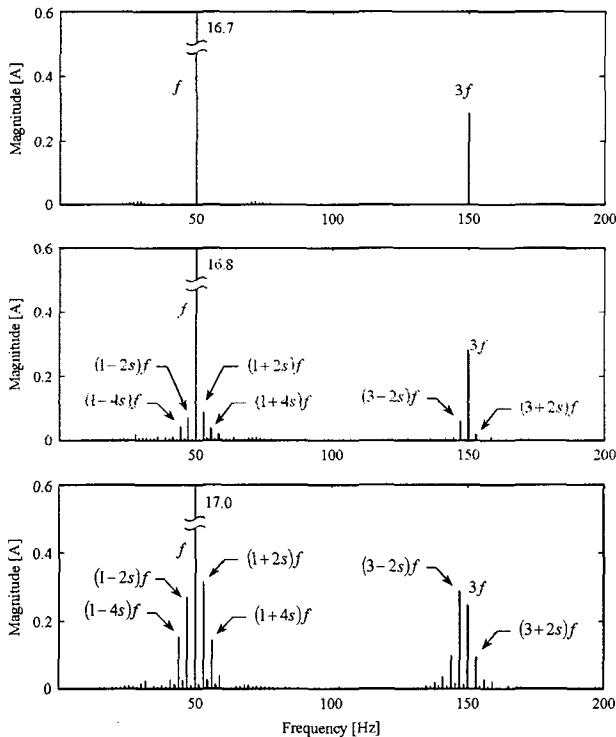 0.6
16.7
0.4
f
3f
Magnitude [A]
0.2
0
50
100
150
200
0.6
16.8
0.4
f
3f
Magnitude [A]
(1−2s)f
(1+2s)f
0.2
(1−4s)f
(1+4s)f
(3−2s)f
(3+2s)f
0
50
100
150
200
0.6
17.0
f
0.4
(1−2s)f
(1+2s)f
(3−2s)f
3f
Magnitude [A]
(1−4s)f
(1+4s)f
(3+2s)f
0.2
0
0
50
100
150
200
Frequency [Hz]